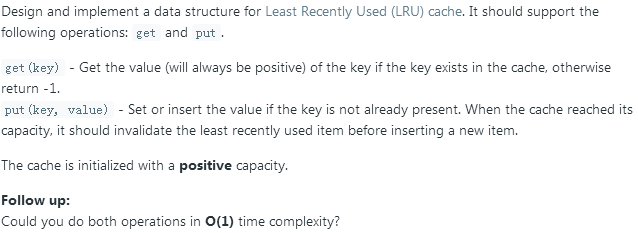 Design and implement a data structure for Least Recently Used (LRU) cache. It should support the
following operations: get and put .
get(key) - Get the value (will always be positive) of the key if the key exists in the cache, otherwise
return -1.
put(key, value) - Set or insert the value if the key is not already present. When the cache reached its
capacity, it should invalidate the least recently used item before inserting a new item.
The cache is initialized with a positive capacity.
Follow up:
Could you do both operations in O(1) time complexity?